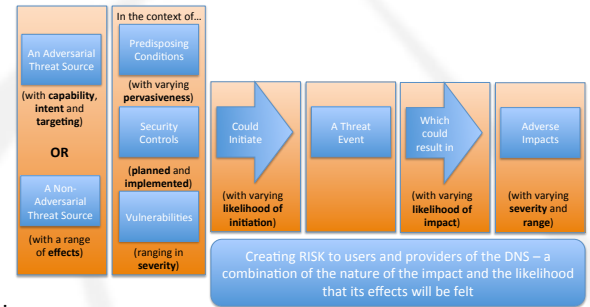 An Adversarial
Threat Source
(with capability,
intent and
targeting)
OR
A Non-
Adversarial
Threat Source
(with a range
of effects)
In the context of…
Predisposing
Conditions
(with varying
pervasiveness)
Security
Controls
(planned and
implemented)
Vulnerabilities
(ranging in
severity)
Could
Initiate
(with varying
likelihood of
initiation)
A Threat
Event
Which
could
result in
(with varying
likelihood of
impact)
Adverse
Impacts
(with varying
severity and
range)
Creating RISK to users and providers of the DNS – a
combination of the nature of the impact and the likelihood
that its effects will be felt
.